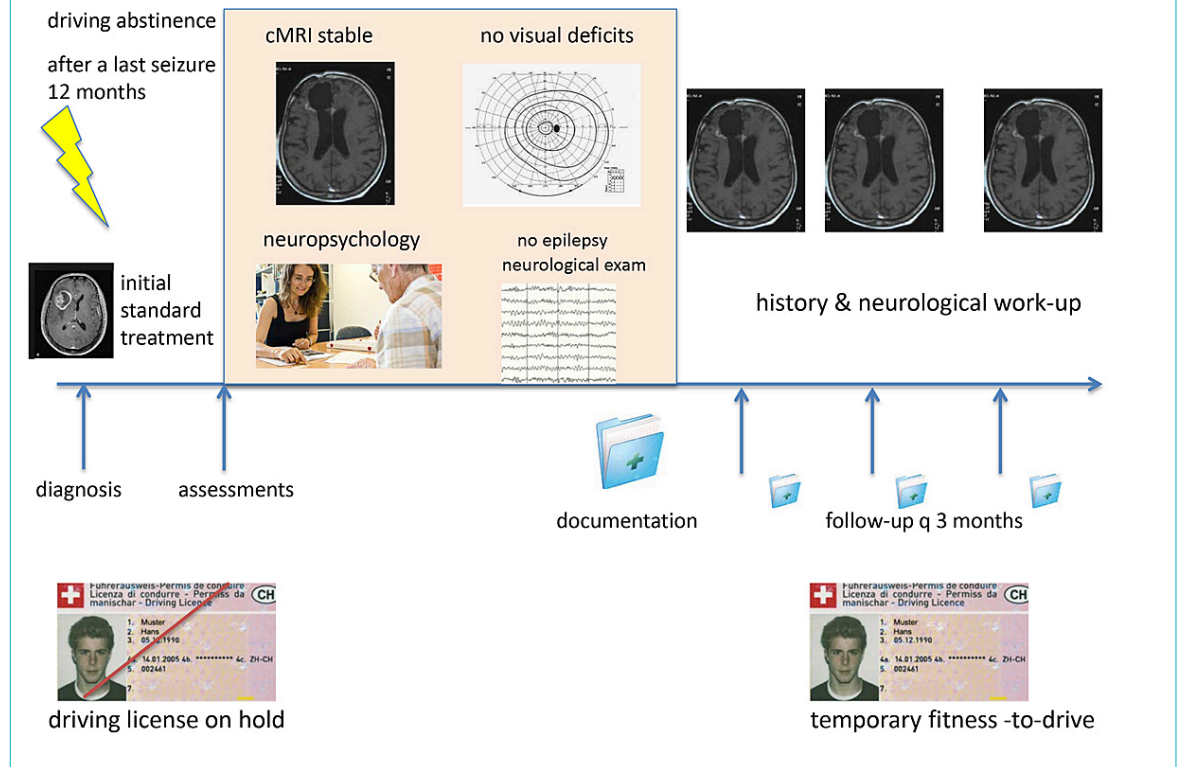 driving abstinence
after a last seizure
12 months
cMRI stable
no visual deficits
neuropsychology
no epilepsy
neurological exam
initial
standard
treatment
history & neurological work-up
diagnosis
assessments
documentation
follow-up q 3 months
Führerausweis-Permis de conduire
Licenza di condurre - Permiss da
manischar - Driving Licence
CH
1. Muster
2. Hans
3. 05.12.1990
4a. 14.01.2005 4b. ********** 4c. ZH-CH
5. 002461
7.
driving license on hold
Führerausweis-Permis de conduire
Licenza di condurre - Permiss da
manischar - Driving Licence
CH
1. Muster
2. Hans
3. 05.12.1990
4a. 14.01.2005 4b. ********** 4c. ZH-CH
5. 002461
7.
temporary fitness -to-drive